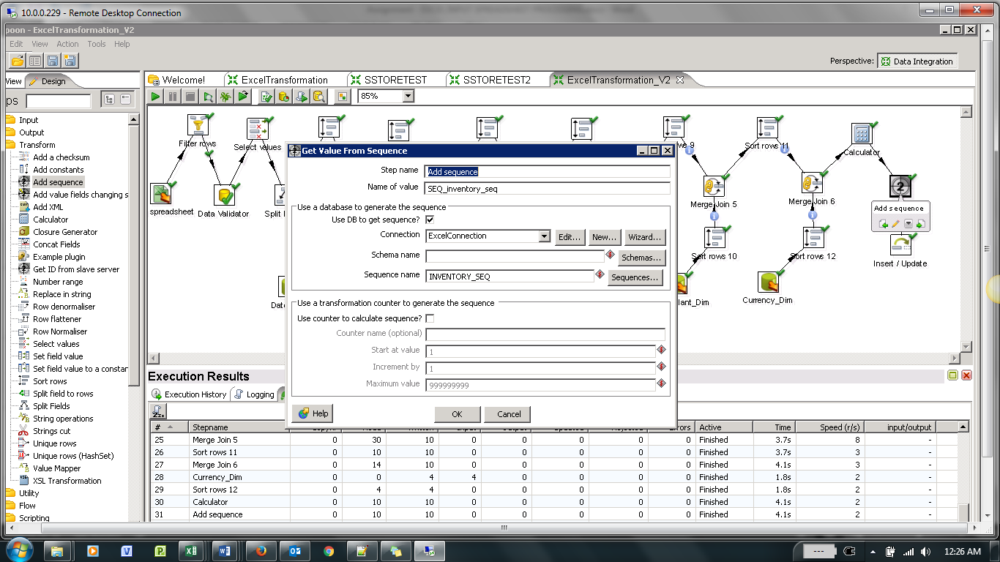 10.0.0.229 - Remote Desktop Connection
poon - ExcelTransformation_V2
Edit View Action Tools Help
Perspective: Data Integration
View Design
Welcome! ExcelTransformation SSTORETEST SSTORETEST2 ExcelTransformation_V2
ps
85%
Input
Output
Transform
Add a checksum
Add constants
Add sequence
Add value fields changing s
Add XML
Calculator
Closure Generator
Concat Fields
Example plugin
Get ID from slave server
Number range
Replace in string
Row denormaliser
Row flattener
Row Normaliser
Select values
Set field value
Set field value to a constan
Sort rows
Split field to rows
Split Fields
String operations
Strings cut
Unique rows
Unique rows (HashSet)
Value Mapper
XSL Transformation
Utility
Flow
Scripting
Filter rows
Select values
ws 9
Sort rows 11
Calculator
spreadsheet
Data Validator
Split
Merge Join 5
Merge Join 6
2
Add sequence
Sort rows 10
Sort rows 12
Insert / Update
Date
lant_Dim
Currency_Dim
Get Value From Sequence
Step name Add sequence
Name of value SEQ_inventory_seq
Use a database to generate the sequence
Use DB to get sequence?
Connection ExcelConnection Edit... New... Wizard...
Schema name Schemas...
Sequence name INVENTORY_SEQ Sequences...
Use a transformation counter to generate the sequence
Use counter to calculate sequence?
Counter name (optional)
Start at value 1
Increment by 1
Maximum value 999999999
Help OK Cancel
Execution Results
Execution History Logging
# Stepname Active Time Speed (r/s) input/output
25 Merge Join 5 0 30 10 0 0 0 0 0 Finished 3.7s 8 -
26 Sort rows 11 0 10 10 0 0 0 0 0 Finished 3.7s 3 -
27 Merge Join 6 0 14 10 0 0 0 0 0 Finished 4.1s 3 -
28 Currency_Dim 0 0 4 4 0 0 0 0 Finished 1.8s 2 -
29 Sort rows 12 0 4 4 0 0 0 0 0 Finished 1.8s 2 -
30 Calculator 0 10 10 0 0 0 0 0 Finished 4.1s 2 -
31 Add sequence 0 10 10 0 0 0 0 0 Finished 4.1s 2 -
12:26 AM